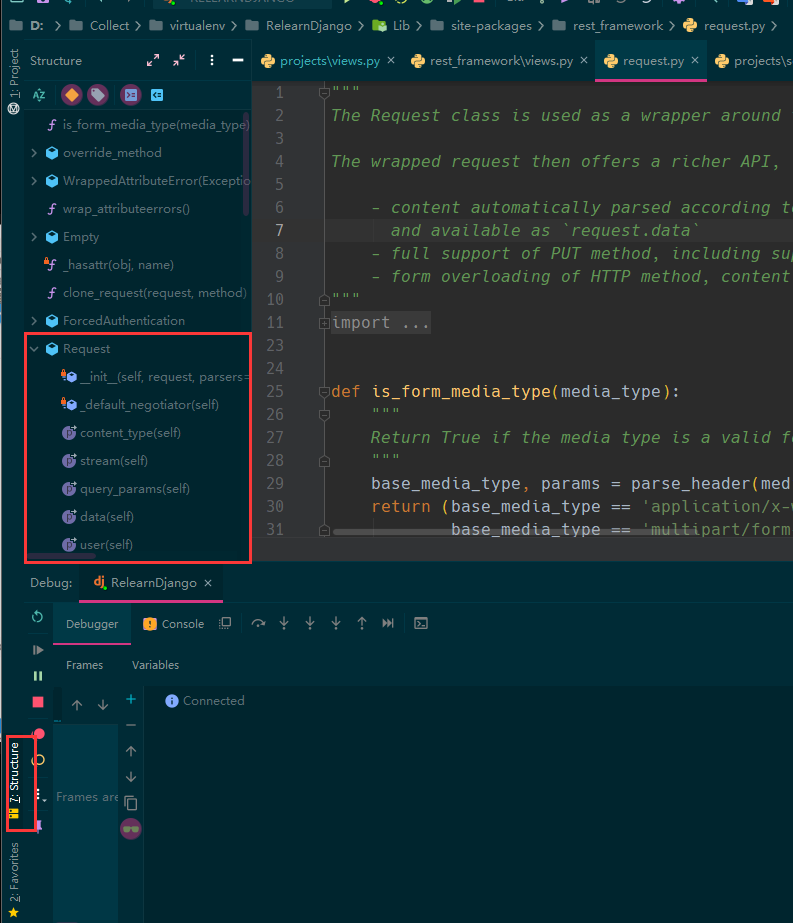 RELEARNDJANGO
D: Collect virtualenv RelearnDjango Lib site-packages rest_framework request.py
1: Project
Structure
projects\views.py
rest_framework\views.py
request.py
projects\s
is_form_media_type(media_type)
override_method
WrappedAttributeError(Exceptio
wrap_attributeerrors()
Empty
_hasattr(obj, name)
clone_request(request, method)
ForcedAuthentication
Request
__init__(self, request, parsers=
_default_negotiator(self)
content_type(self)
stream(self)
query_params(self)
data(self)
user(self)
1 """
2 The Request class is used as a wrapper around
3
4 The wrapped request then offers a richer API,
5
6 - content automatically parsed according to
7 and available as `request.data`
8 - full support of PUT method, including sup
9 - form overloading of HTTP method, content
10 """
11 import ...
23
24
25 def is_form_media_type(media_type):
26 """
27 Return True if the media type is a valid fo
28 """
29 base_media_type, params = parse_header(med
30 return (base_media_type == 'application/x-w
31 base_media_type == 'multipart/form
Debug: RelearnDjango
Debugger Console
Frames Variables
Connected
Frames are
7: Structure
2: Favorites